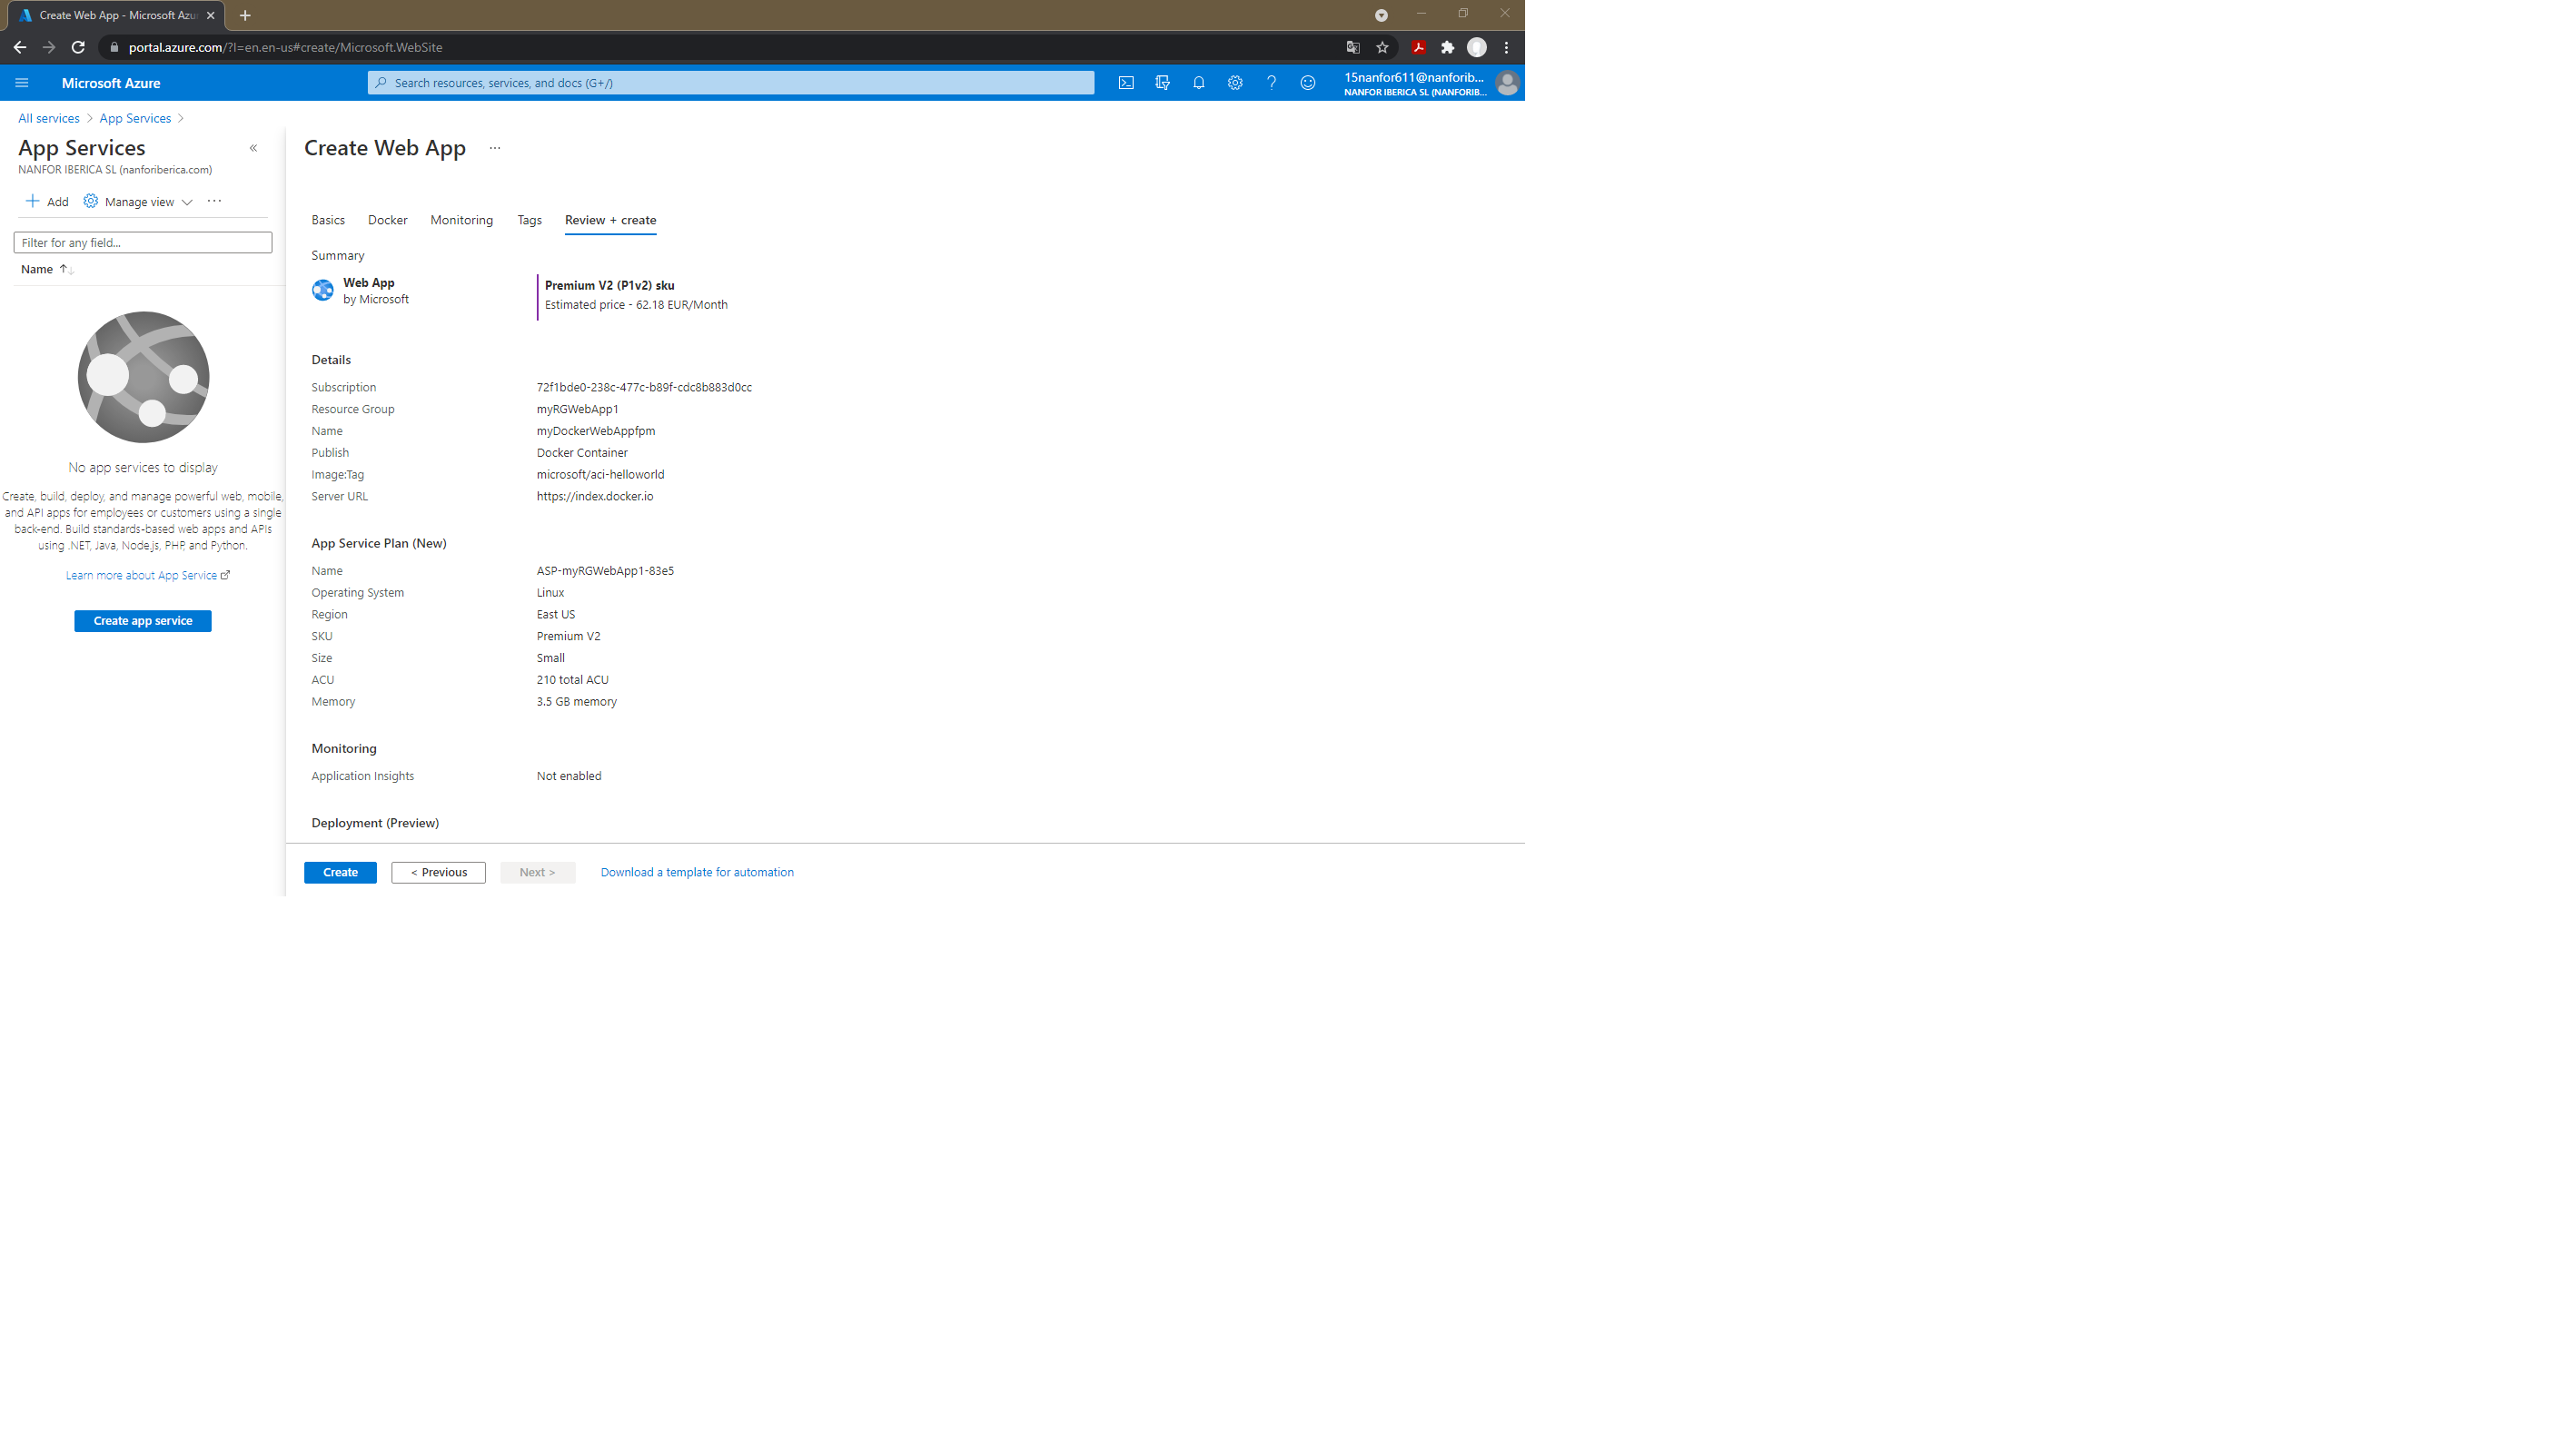 Create Web App - Microsoft Azu
portal.azure.com/?l=en.en-us#create/Microsoft.WebSite
Microsoft Azure
Search resources, services, and docs (G+/)
15nanfor611@nanforib...
NANFOR IBERICA SL (NANFORIB...
All services > App Services >
App Services
NANFOR IBERICA SL (nanforiberica.com)
Add
Manage view
Filter for any field...
Name
No app services to display
Create, build, deploy, and manage powerful web, mobile,
and API apps for employees or customers using a single
back-end. Build standards-based web apps and APIs
using .NET, Java, Node.js, PHP, and Python.
Learn more about App Service
Create app service
Create Web App
Basics Docker Monitoring Tags Review + create
Summary
Web App
by Microsoft
Premium V2 (P1v2) sku
Estimated price - 62.18 EUR/Month
Details
Subscription 72f1bde0-238c-477c-b89f-cdc8b883d0cc
Resource Group myRGWebApp1
Name myDockerWebAppfpm
Publish Docker Container
Image:Tag microsoft/aci-helloworld
Server URL https://index.docker.io
App Service Plan (New)
Name ASP-myRGWebApp1-83e5
Operating System Linux
Region East US
SKU Premium V2
Size Small
ACU 210 total ACU
Memory 3.5 GB memory
Monitoring
Application Insights Not enabled
Deployment (Preview)
Create < Previous Next > Download a template for automation